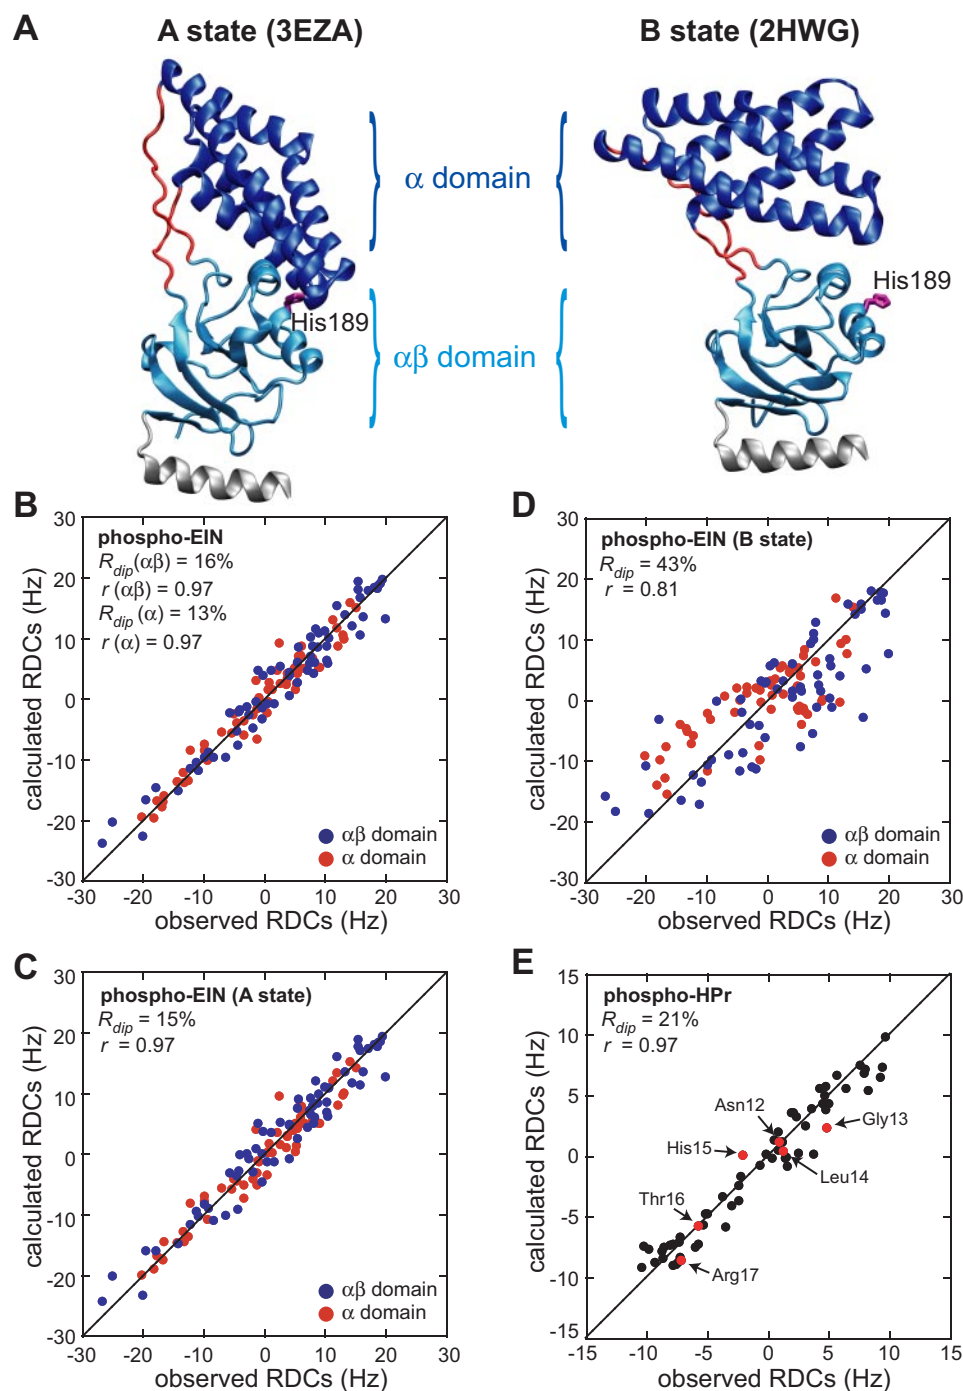 A
A state (3EZA)
B state (2HWG)
α domain
αβ domain
His189
His189
B
phospho-EIN
R_dip(αβ) = 16%
r (αβ) = 0.97
R_dip (α) = 13%
r (α) = 0.97
30
20
10
0
-10
-20
-30
calculated RDCs (Hz)
αβ domain
α domain
-30 -20 -10 0 10 20 30
observed RDCs (Hz)
D
phospho-EIN (B state)
R_dip = 43%
r = 0.81
30
20
10
0
-10
-20
-30
calculated RDCs (Hz)
αβ domain
α domain
-30 -20 -10 0 10 20 30
observed RDCs (Hz)
C
phospho-EIN (A state)
R_dip = 15%
r = 0.97
30
20
10
0
-10
-20
-30
calculated RDCs (Hz)
αβ domain
α domain
-30 -20 -10 0 10 20 30
observed RDCs (Hz)
E
phospho-HPr
R_dip = 21%
r = 0.97
15
10
5
0
-5
-10
-15
calculated RDCs (Hz)
Asn12
Gly13
His15
Leu14
Thr16
Arg17
-15 -10 -5 0 5 10 15
observed RDCs (Hz)